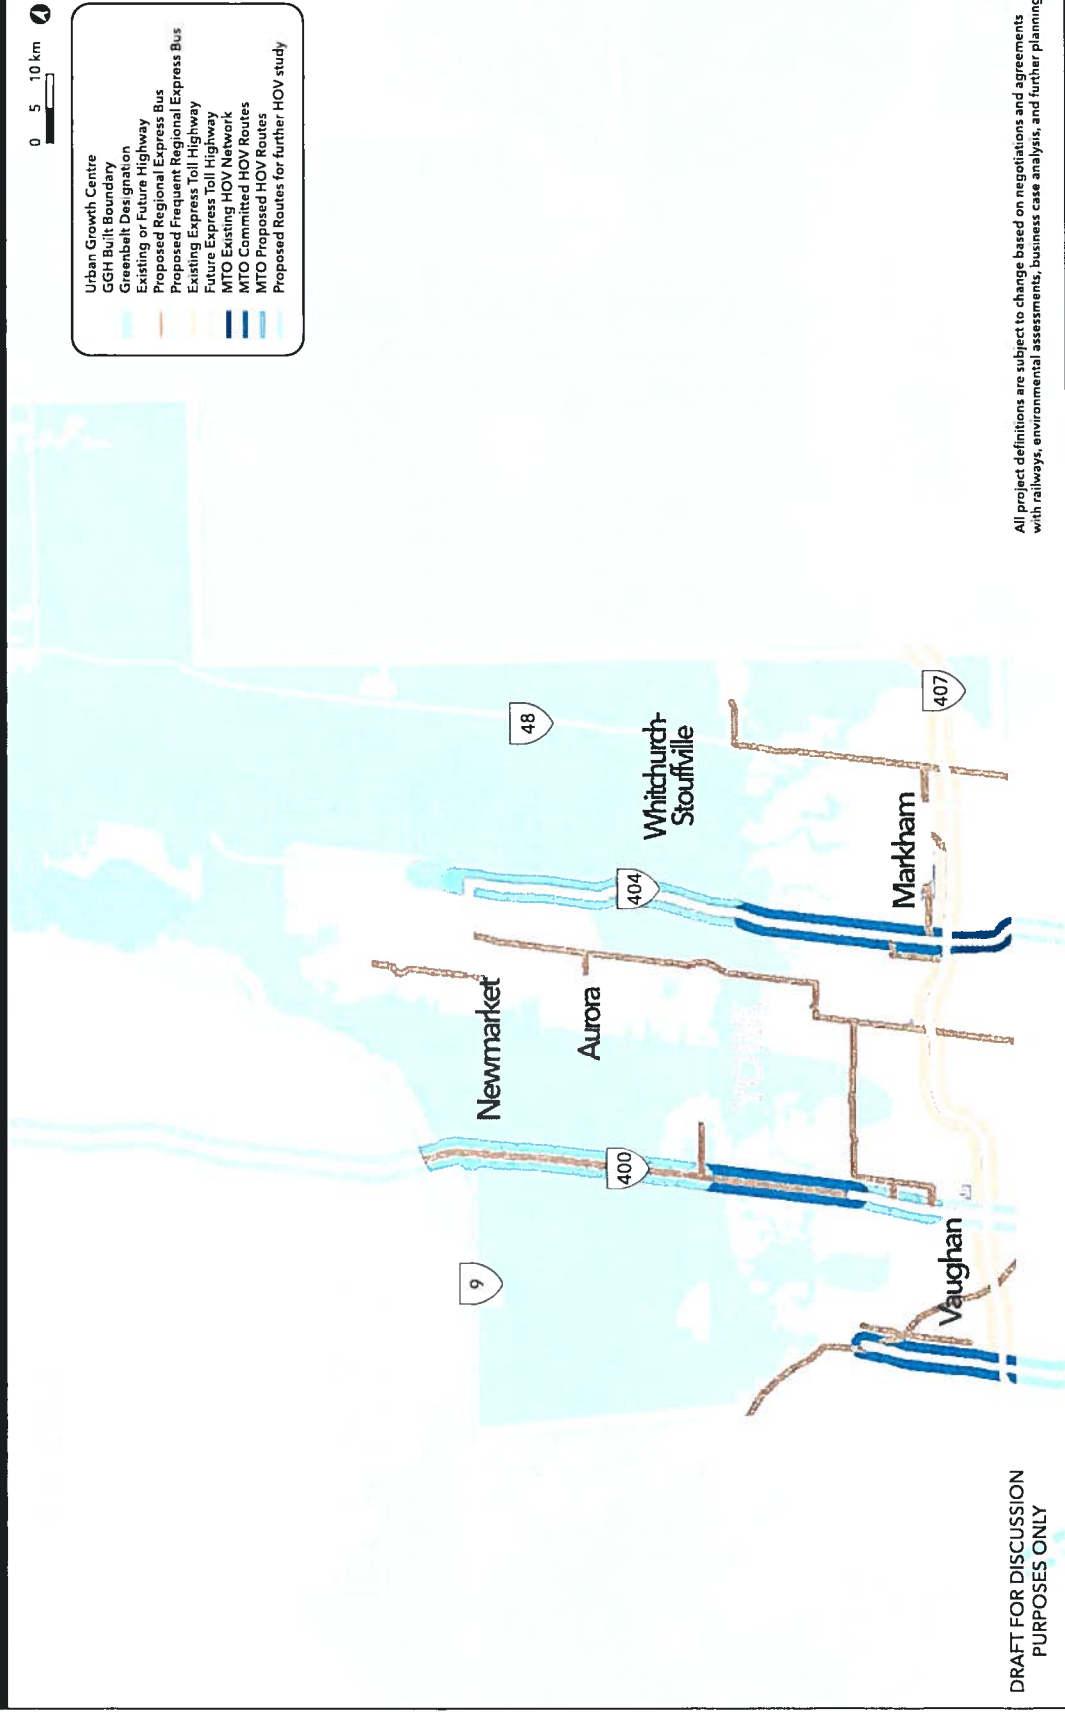 0 5 10 km
Urban Growth Centre
GGH Built Boundary
Greenbelt Designation
Existing or Future Highway
Proposed Regional Express Bus
Proposed Frequent Regional Express Bus
Existing Express Toll Highway
Future Express Toll Highway
MTO Existing HOV Network
MTO Committed HOV Routes
MTO Proposed HOV Routes
Proposed Routes for further HOV study
9
Newmarket
48
Aurora
400
404
Whitchurch-
Stouffville
YORK
Vaughan
Markham
407
DRAFT FOR DISCUSSION
PURPOSES ONLY
All project definitions are subject to change based on negotiations and agreements
with railways, environmental assessments, business case analysis, and further planning